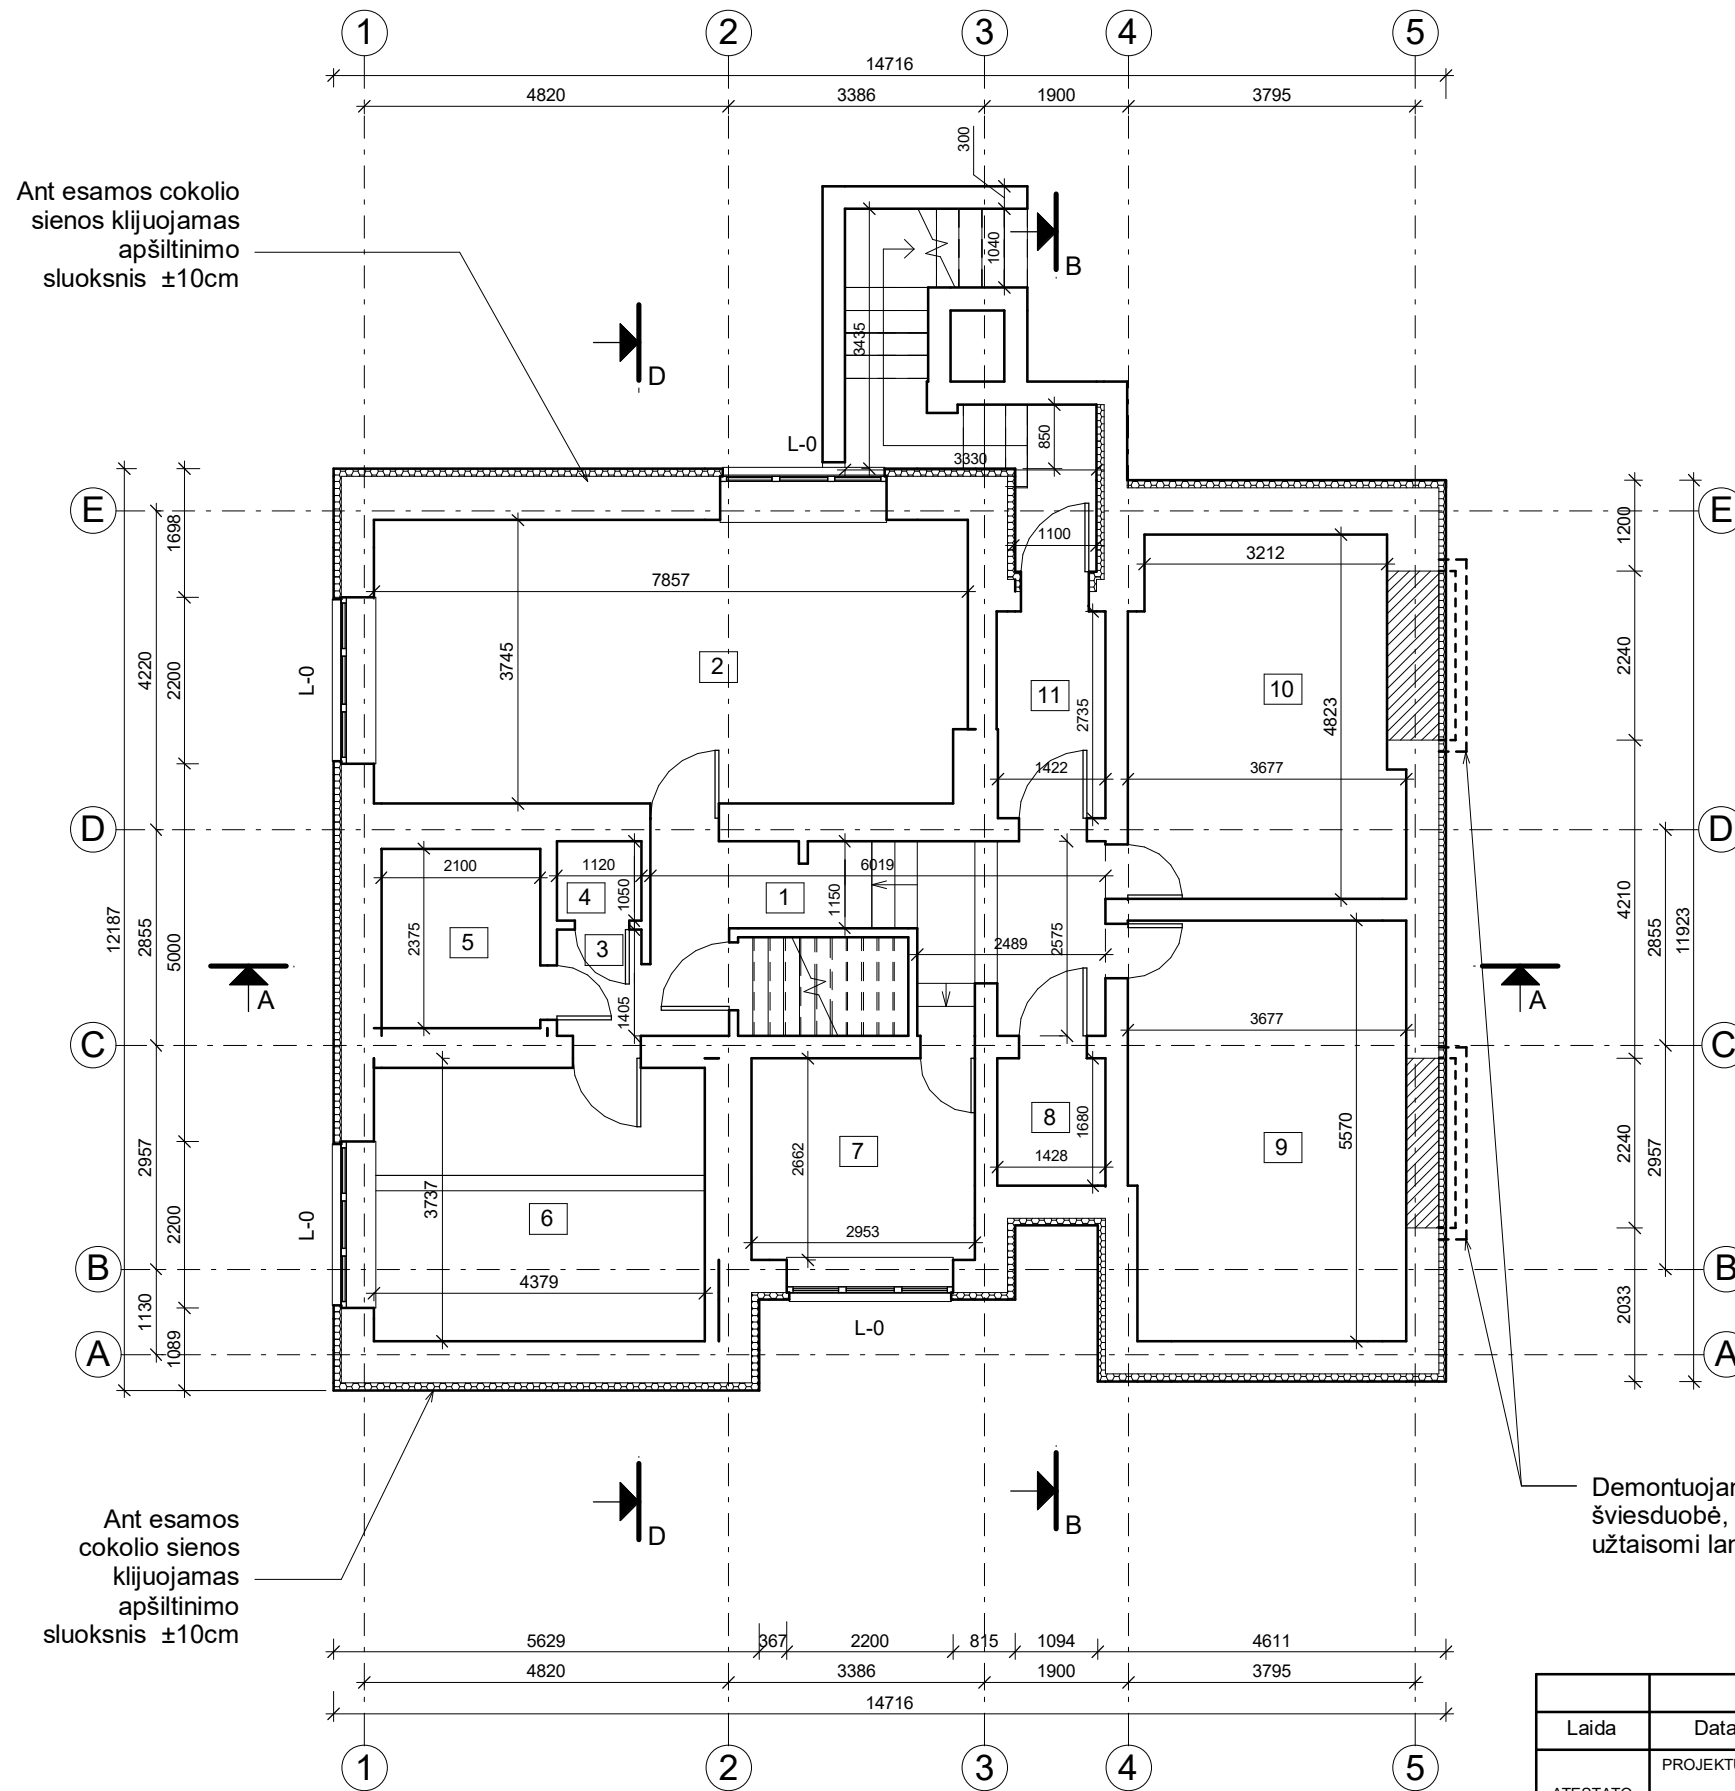 1 2 3 4 5
14716
4820 3386 1900 3795
300
Ant esamos cokolio
sienos klijuojamas
apšiltinimo
sluoksnis ±10cm
1040
B
3435
D
L-0
850
3330
E
E
1698
1200
1100
3212
7857
4220
2200
L-0
3745
2
11
10
2735
4823
2240
1422
3677
D
D
2100
1120
6019
4
1050
1
1150
12187
2855
5000
5
2375
3
2489
2575
4210
2855
11923
A
A
1405
C
C
3677
2957
2662
7
8
1680
1428
5570
9
2240
2957
2200
L-0
3737
6
2953
B
B
4379
1130
1089
2033
L-0
A
A
D
B
Demontuojam
šviesduobė,
užtaisomi lan
Ant esamos
cokolio sienos
klijuojamas
apšiltinimo
sluoksnis ±10cm
5629 367 2200 815 1094 4611
4820 3386 1900 3795
14716
1 2 3 4 5
Laida Data